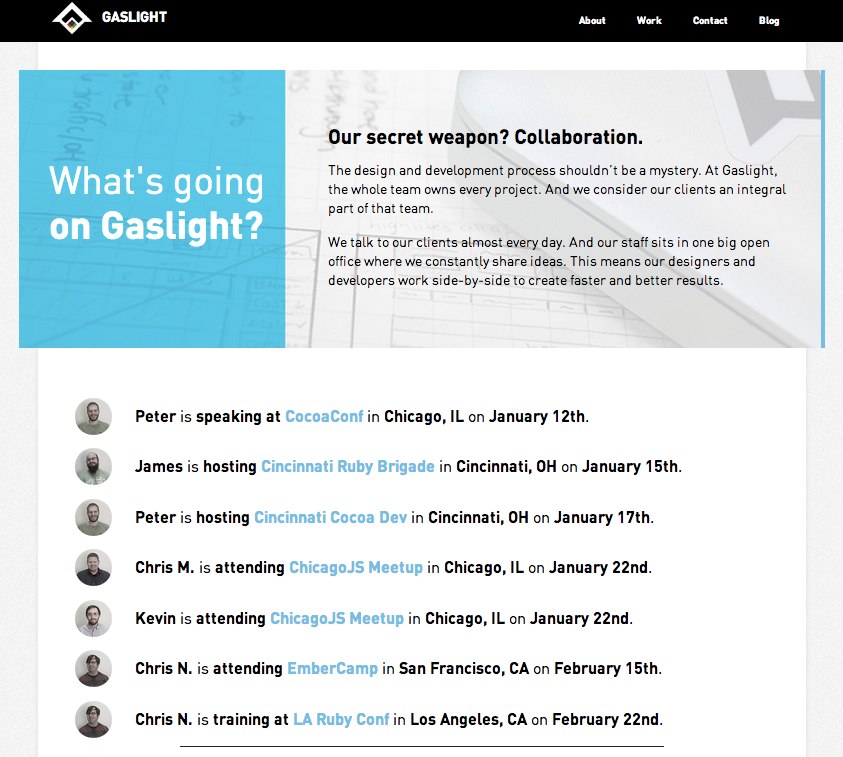 GASLIGHT
About Work Contact Blog
What's going
on Gaslight?
Our secret weapon? Collaboration.
The design and development process shouldn't be a mystery. At Gaslight,
the whole team owns every project. And we consider our clients an integral
part of that team.
We talk to our clients almost every day. And our staff sits in one big open
office where we constantly share ideas. This means our designers and
developers work side-by-side to create faster and better results.
Peter is speaking at CocoaConf in Chicago, IL on January 12th.
James is hosting Cincinnati Ruby Brigade in Cincinnati, OH on January 15th.
Peter is hosting Cincinnati Cocoa Dev in Cincinnati, OH on January 17th.
Chris M. is attending ChicagoJS Meetup in Chicago, IL on January 22nd.
Kevin is attending ChicagoJS Meetup in Chicago, IL on January 22nd.
Chris N. is attending EmberCamp in San Francisco, CA on February 15th.
Chris N. is training at LA Ruby Conf in Los Angeles, CA on February 22nd.